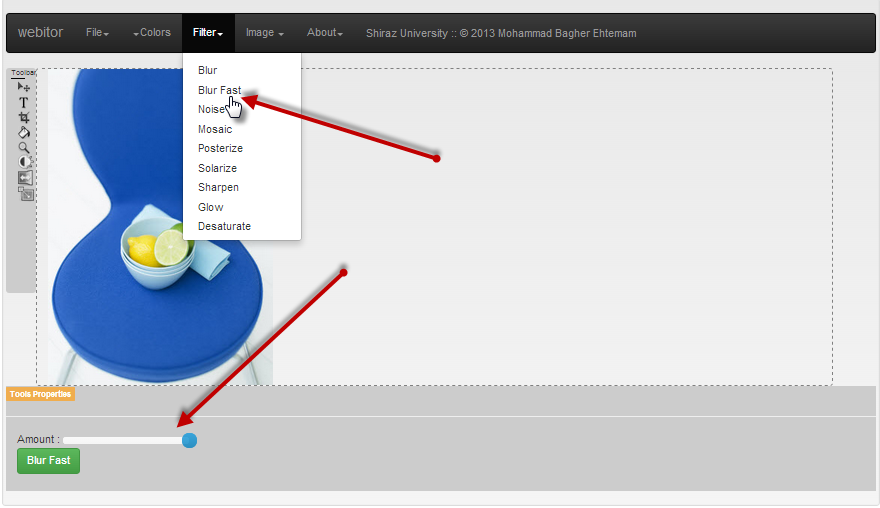 webitor File Colors Filter Image About Shiraz University :: © 2013 Mohammad Bagher Ehtemam
Toolbar
T
Blur
Blur Fast
Noise
Mosaic
Posterize
Solarize
Sharpen
Glow
Desaturate
Tools Properties
Amount :
Blur Fast